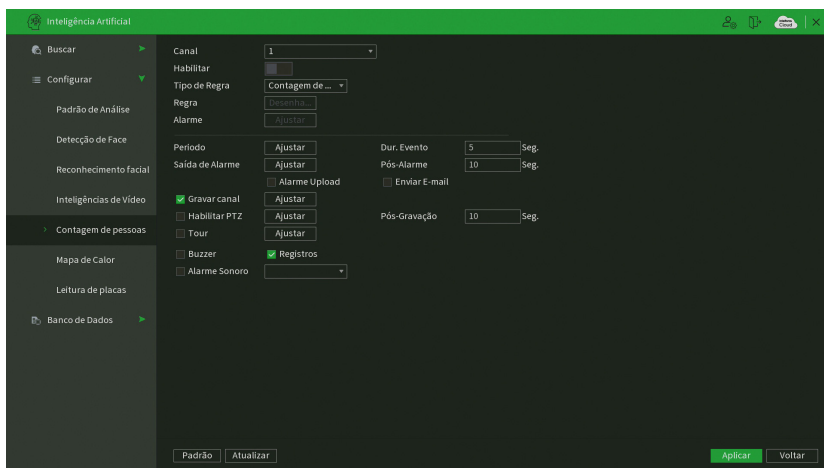 Inteligência Artificial
Cloud
Buscar
Configurar
Padrão de Análise
Detecção de Face
Reconhecimento facial
Inteligências de Vídeo
Contagem de pessoas
Mapa de Calor
Leitura de placas
Banco de Dados
Canal 1
Habilitar
Tipo de Regra Contagem de ...
Regra Desenha...
Alarme Ajustar
Periodo Ajustar Dur. Evento 5 Seg.
Saída de Alarme Ajustar Pós-Alarme 10 Seg.
Alarme Upload Enviar E-mail
Gravar canal Ajustar
Habilitar PTZ Ajustar Pós-Gravação 10 Seg.
Tour Ajustar
Buzzer Registros
Alarme Sonoro
Padrão Atualizar Aplicar Voltar